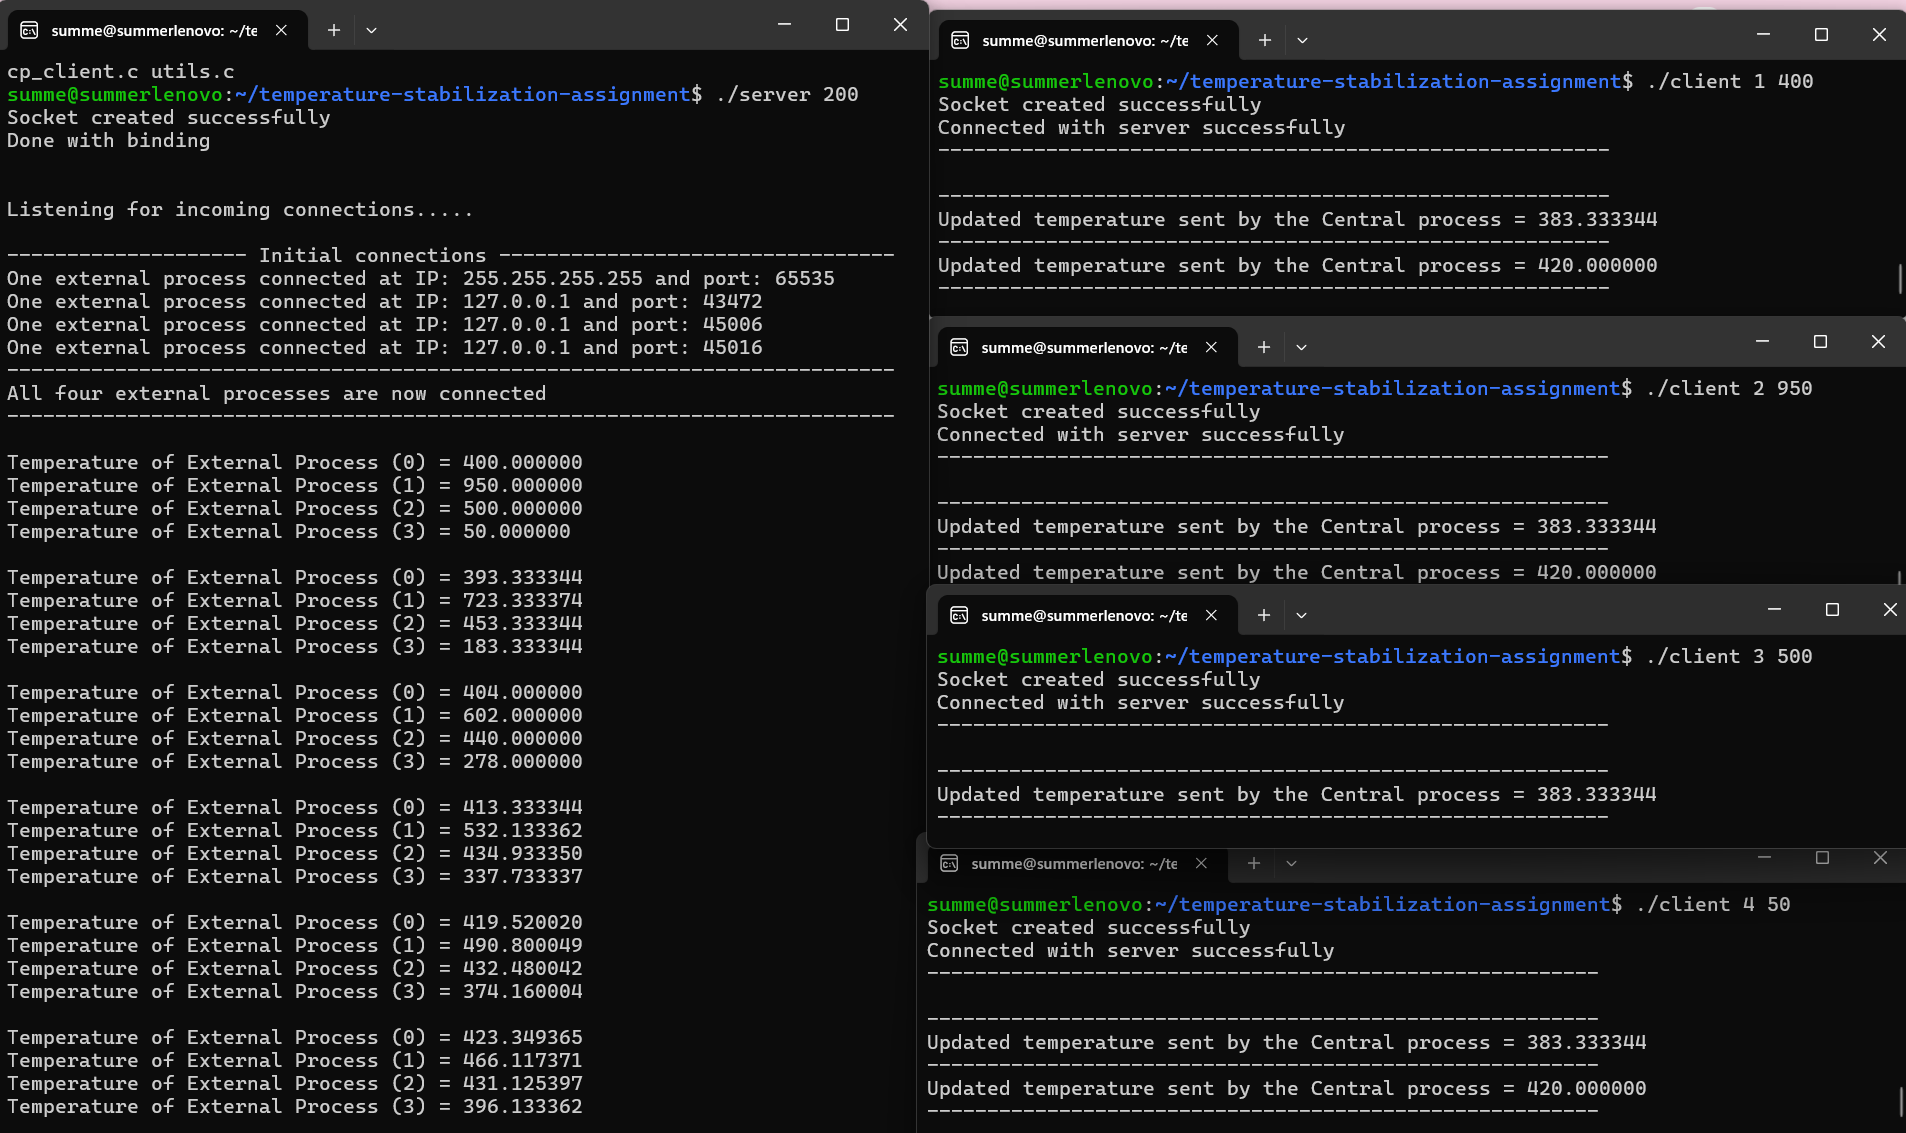 summe@summerlenovo: ~/te
cp_client.c utils.c
summe@summerlenovo:~/temperature-stabilization-assignment$ ./server 200
Socket created successfully
Done with binding
Listening for incoming connections.....
-------------------- Initial connections ---------------------------------
One external process connected at IP: 255.255.255.255 and port: 65535
One external process connected at IP: 127.0.0.1 and port: 43472
One external process connected at IP: 127.0.0.1 and port: 45006
One external process connected at IP: 127.0.0.1 and port: 45016
--------------------------------------------------------------------------
All four external processes are now connected
--------------------------------------------------------------------------
Temperature of External Process (0) = 400.000000
Temperature of External Process (1) = 950.000000
Temperature of External Process (2) = 500.000000
Temperature of External Process (3) = 50.000000
Temperature of External Process (0) = 393.333344
Temperature of External Process (1) = 723.333374
Temperature of External Process (2) = 453.333344
Temperature of External Process (3) = 183.333344
Temperature of External Process (0) = 404.000000
Temperature of External Process (1) = 602.000000
Temperature of External Process (2) = 440.000000
Temperature of External Process (3) = 278.000000
Temperature of External Process (0) = 413.333344
Temperature of External Process (1) = 532.133362
Temperature of External Process (2) = 434.933350
Temperature of External Process (3) = 337.733337
Temperature of External Process (0) = 419.520020
Temperature of External Process (1) = 490.800049
Temperature of External Process (2) = 432.480042
Temperature of External Process (3) = 374.160004
Temperature of External Process (0) = 423.349365
Temperature of External Process (1) = 466.117371
Temperature of External Process (2) = 431.125397
Temperature of External Process (3) = 396.133362
summe@summerlenovo: ~/te
summe@summerlenovo:~/temperature-stabilization-assignment$ ./client 1 400
Socket created successfully
Connected with server successfully
--------------------------------------------------------
--------------------------------------------------------
Updated temperature sent by the Central process = 383.333344
--------------------------------------------------------
Updated temperature sent by the Central process = 420.000000
--------------------------------------------------------
summe@summerlenovo: ~/te
summe@summerlenovo:~/temperature-stabilization-assignment$ ./client 2 950
Socket created successfully
Connected with server successfully
--------------------------------------------------------
--------------------------------------------------------
Updated temperature sent by the Central process = 383.333344
--------------------------------------------------------
Updated temperature sent by the Central process = 420.000000
summe@summerlenovo: ~/te
summe@summerlenovo:~/temperature-stabilization-assignment$ ./client 3 500
Socket created successfully
Connected with server successfully
--------------------------------------------------------
--------------------------------------------------------
Updated temperature sent by the Central process = 383.333344
--------------------------------------------------------
summe@summerlenovo: ~/te
summe@summerlenovo:~/temperature-stabilization-assignment$ ./client 4 50
Socket created successfully
Connected with server successfully
--------------------------------------------------------
--------------------------------------------------------
Updated temperature sent by the Central process = 383.333344
--------------------------------------------------------
Updated temperature sent by the Central process = 420.000000
--------------------------------------------------------